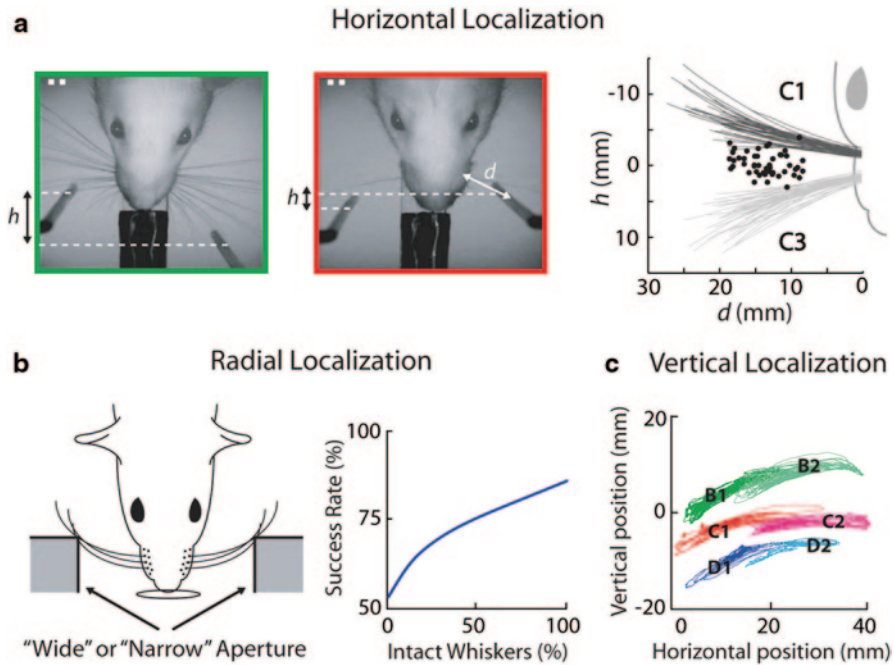 a
Horizontal Localization
h
h
d
C1
C3
-10
0
10
h (mm)
30
20
10
0
d (mm)
b
Radial Localization
"Wide" or "Narrow" Aperture
100
75
50
Success Rate (%)
0
50
100
Intact Whiskers (%)
c
Vertical Localization
20
0
-20
Vertical position (mm)
B1
B2
C1
C2
D1
D2
0
20
40
Horizontal position (mm)